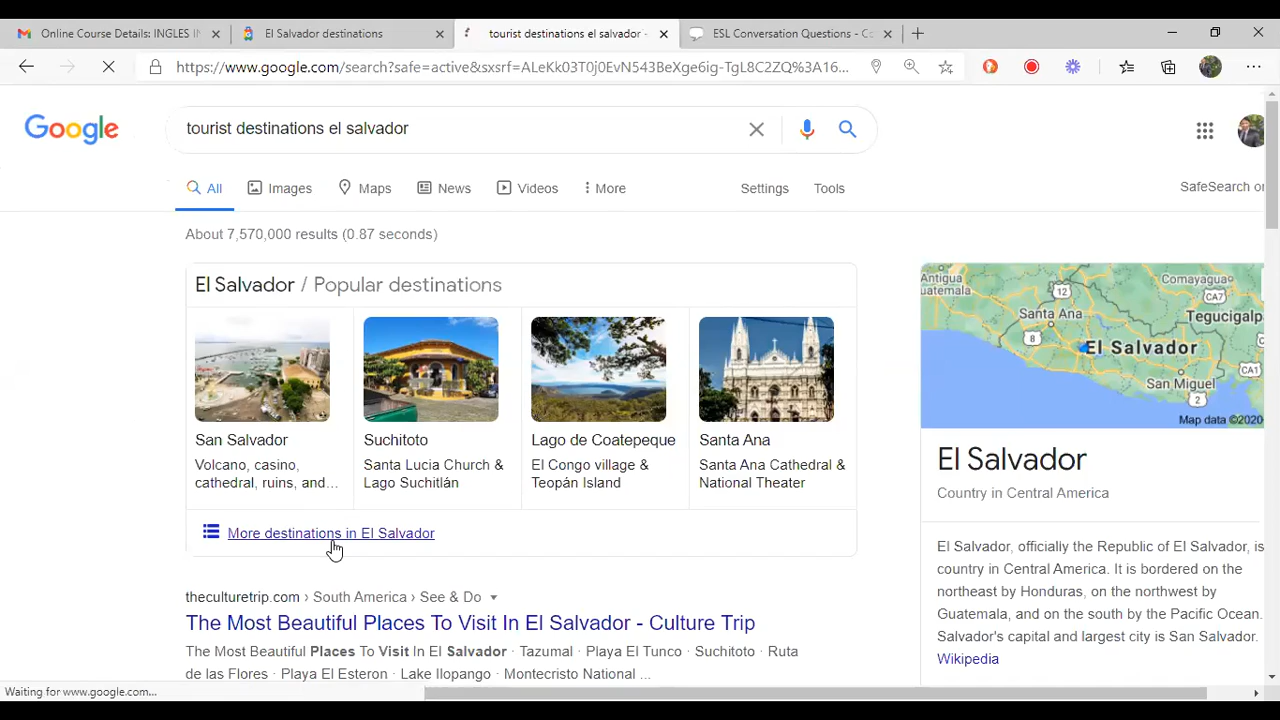 Online Course Details: INGLES IN
El Salvador destinations
tourist destinations el salvador -
ESL Conversation Questions - Co
https://www.google.com/search?safe=active&sxsrf=ALeKk03T0j0EvN543BeXge6ig-TgL8C2ZQ%3A16...
Google
tourist destinations el salvador
All
Images
Maps
News
Videos
More
Settings
Tools
SafeSearch on
About 7,570,000 results (0.87 seconds)
El Salvador / Popular destinations
San Salvador
Volcano, casino,
cathedral, ruins, and...
Suchitoto
Santa Lucia Church &
Lago Suchitlán
Lago de Coatepeque
El Congo village &
Teopán Island
Santa Ana
Santa Ana Cathedral &
National Theater
More destinations in El Salvador
theculturetrip.com › South America › See & Do
The Most Beautiful Places To Visit In El Salvador - Culture Trip
The Most Beautiful Places To Visit In El Salvador · Tazumal · Playa El Tunco · Suchitoto · Ruta
de las Flores · Playa El Esteron · Lake Ilopango · Montecristo National ...
Antigua
Guatemala
12
Comayagua
CA7
Santa Ana
Tegucigalp
8
El Salvador
CA1
San Miguel
2
Map data ©2020
El Salvador
Country in Central America
El Salvador, officially the Republic of El Salvador, is
country in Central America. It is bordered on the
northeast by Honduras, on the northwest by
Guatemala, and on the south by the Pacific Ocean.
Salvador's capital and largest city is San Salvador.
Wikipedia
Waiting for www.google.com...